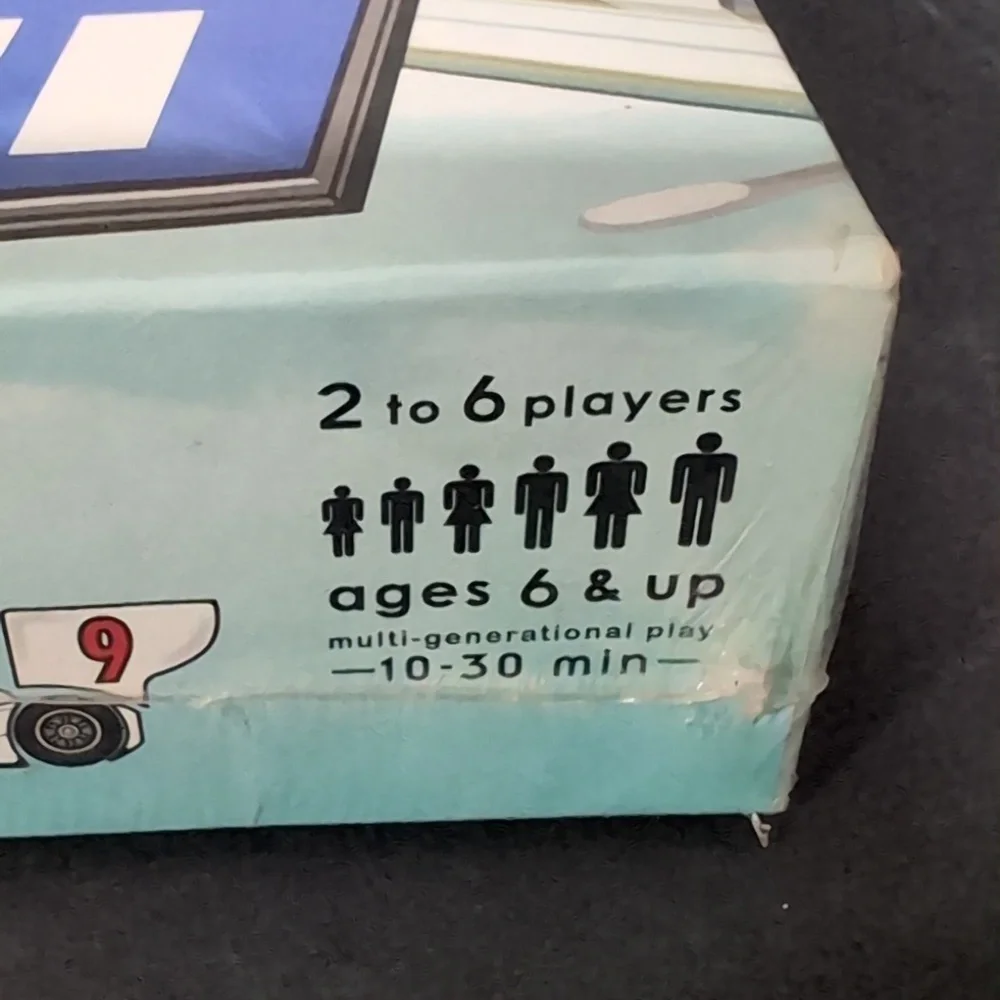 2 to 6 players
ages 6 & up
multi-generational play
—10-30 min—
9